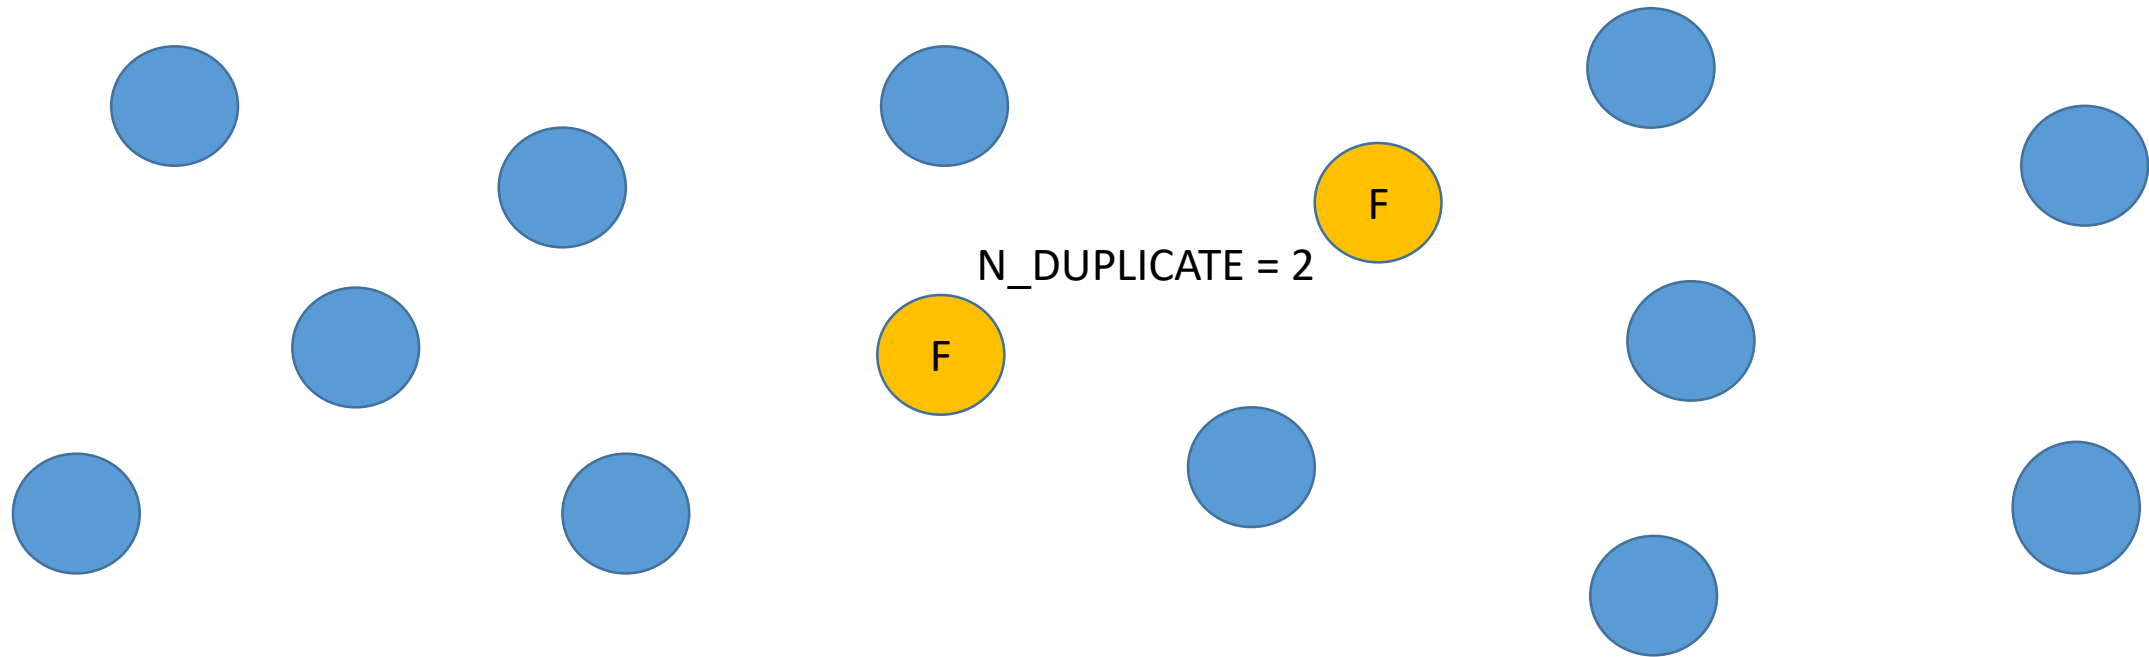 F
N_DUPLICATE = 2
F